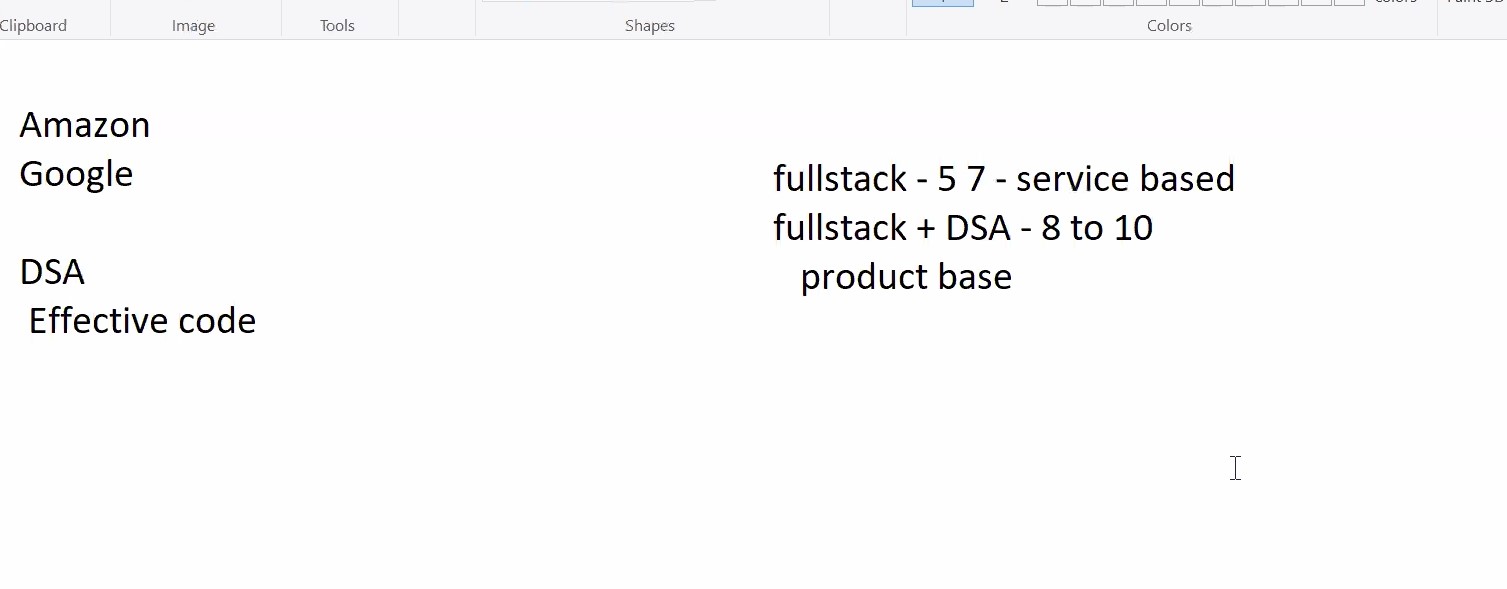 Clipboard Image Tools Shapes Colors
Amazon
Google
DSA
Effective code
fullstack - 5 7 - service based
fullstack + DSA - 8 to 10
product base